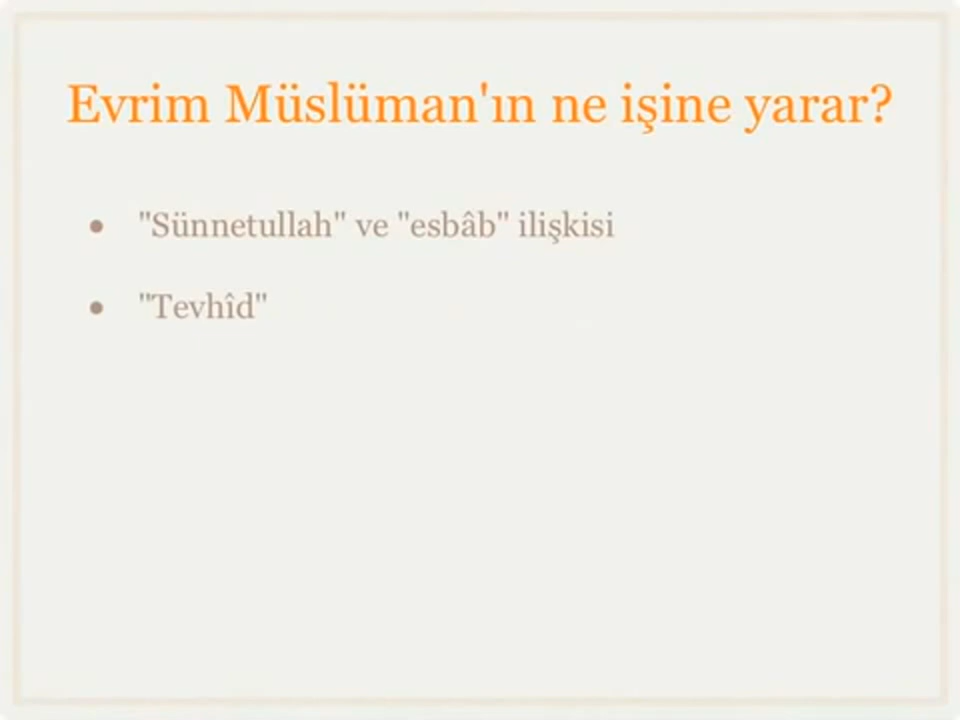 Evrim Müslüman'ın ne işine yarar?
• "Sünnetullah" ve "esbâb" ilişkisi
• "Tevhîd"